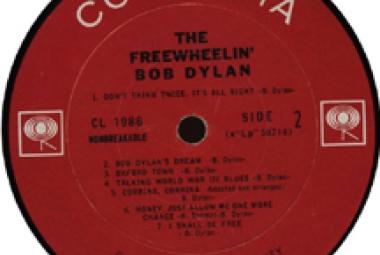 COLUMBIA
THE
FREEWHEELIN'
BOB DYLAN
1. DON'T THINK TWICE, IT'S ALL RIGHT - B. Dylan-
CL 1986
SIDE 2
NONBREAKABLE
2. BOB DYLAN'S DREAM - B. Dylan-
3. OXFORD TOWN - B. Dylan-
4. TALKING WORLD WAR III BLUES - B. Dylan-
5. CORRINA, CORRINA - Adapted and arranged:
B. Dylan-
6. HONEY, JUST ALLOW ME ONE MORE
CHANCE - H. Thomas-B. Dylan-
7. I SHALL BE FREE
- B. Dylan-